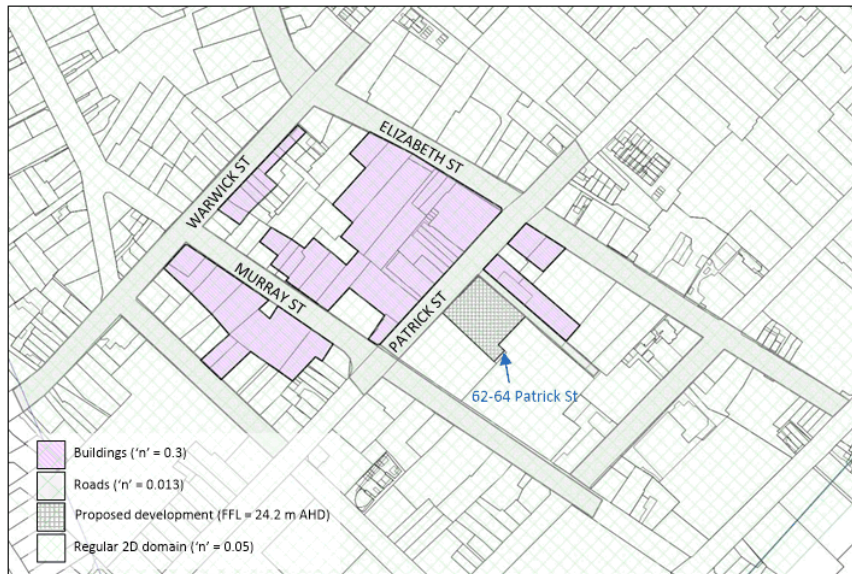 ELIZABETH ST
WARWICK ST
MURRAY ST
PATRICK ST
62-64 Patrick St
Buildings ('n' = 0.3)
Roads ('n' = 0.013)
Proposed development (FFL = 24.2 m AHD)
Regular 2D domain ('n' = 0.05)